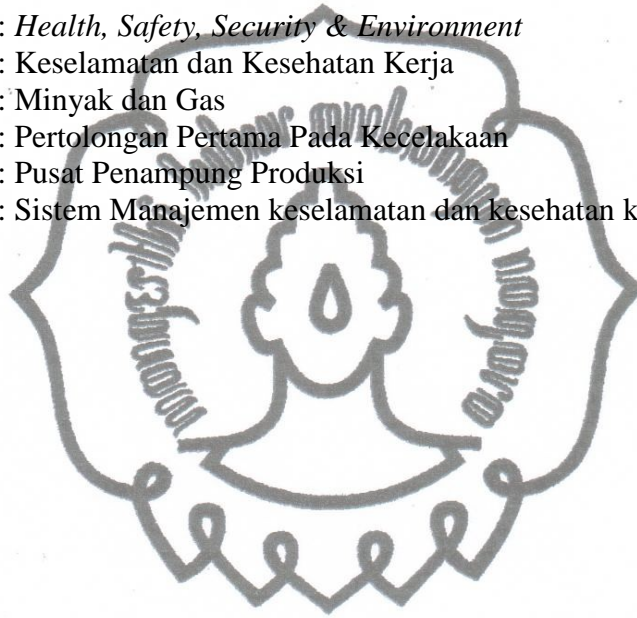 : Health, Safety, Security & Environment
: Keselamatan dan Kesehatan Kerja
: Minyak dan Gas
: Pertolongan Pertama Pada Kecelakaan
: Pusat Penampung Produksi
: Sistem Manajemen keselamatan dan kesehatan k